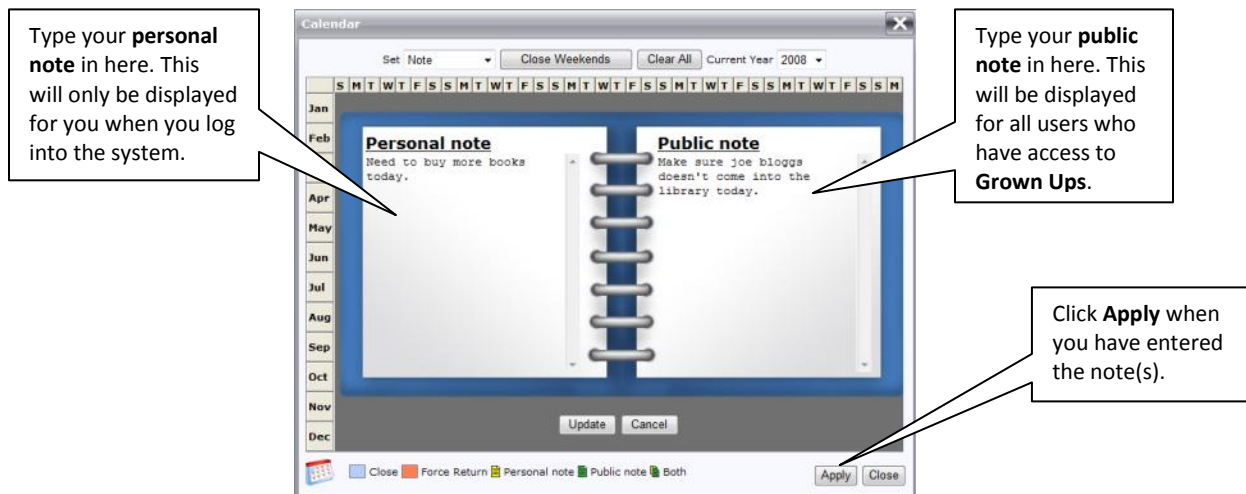 Type your personal
note in here. This
will only be displayed
for you when you log
into the system.
Calendar
Set Note Close Weekends Clear All Current Year 2008
S M T W T F S S M T W T F S S M T W T F S S M T W T F S S M T W T F S S M
Jan
Feb
Apr
May
Jun
Jul
Aug
Sep
Oct
Nov
Dec
Personal note
Need to buy more books
today.
Public note
Make sure joe bloggs
doesn't come into the
library today.
Update Cancel
Close Force Return Personal note Public note Both
Apply Close
Type your public
note in here. This
will be displayed
for all users who
have access to
Grown Ups.
Click Apply when
you have entered
the note(s).